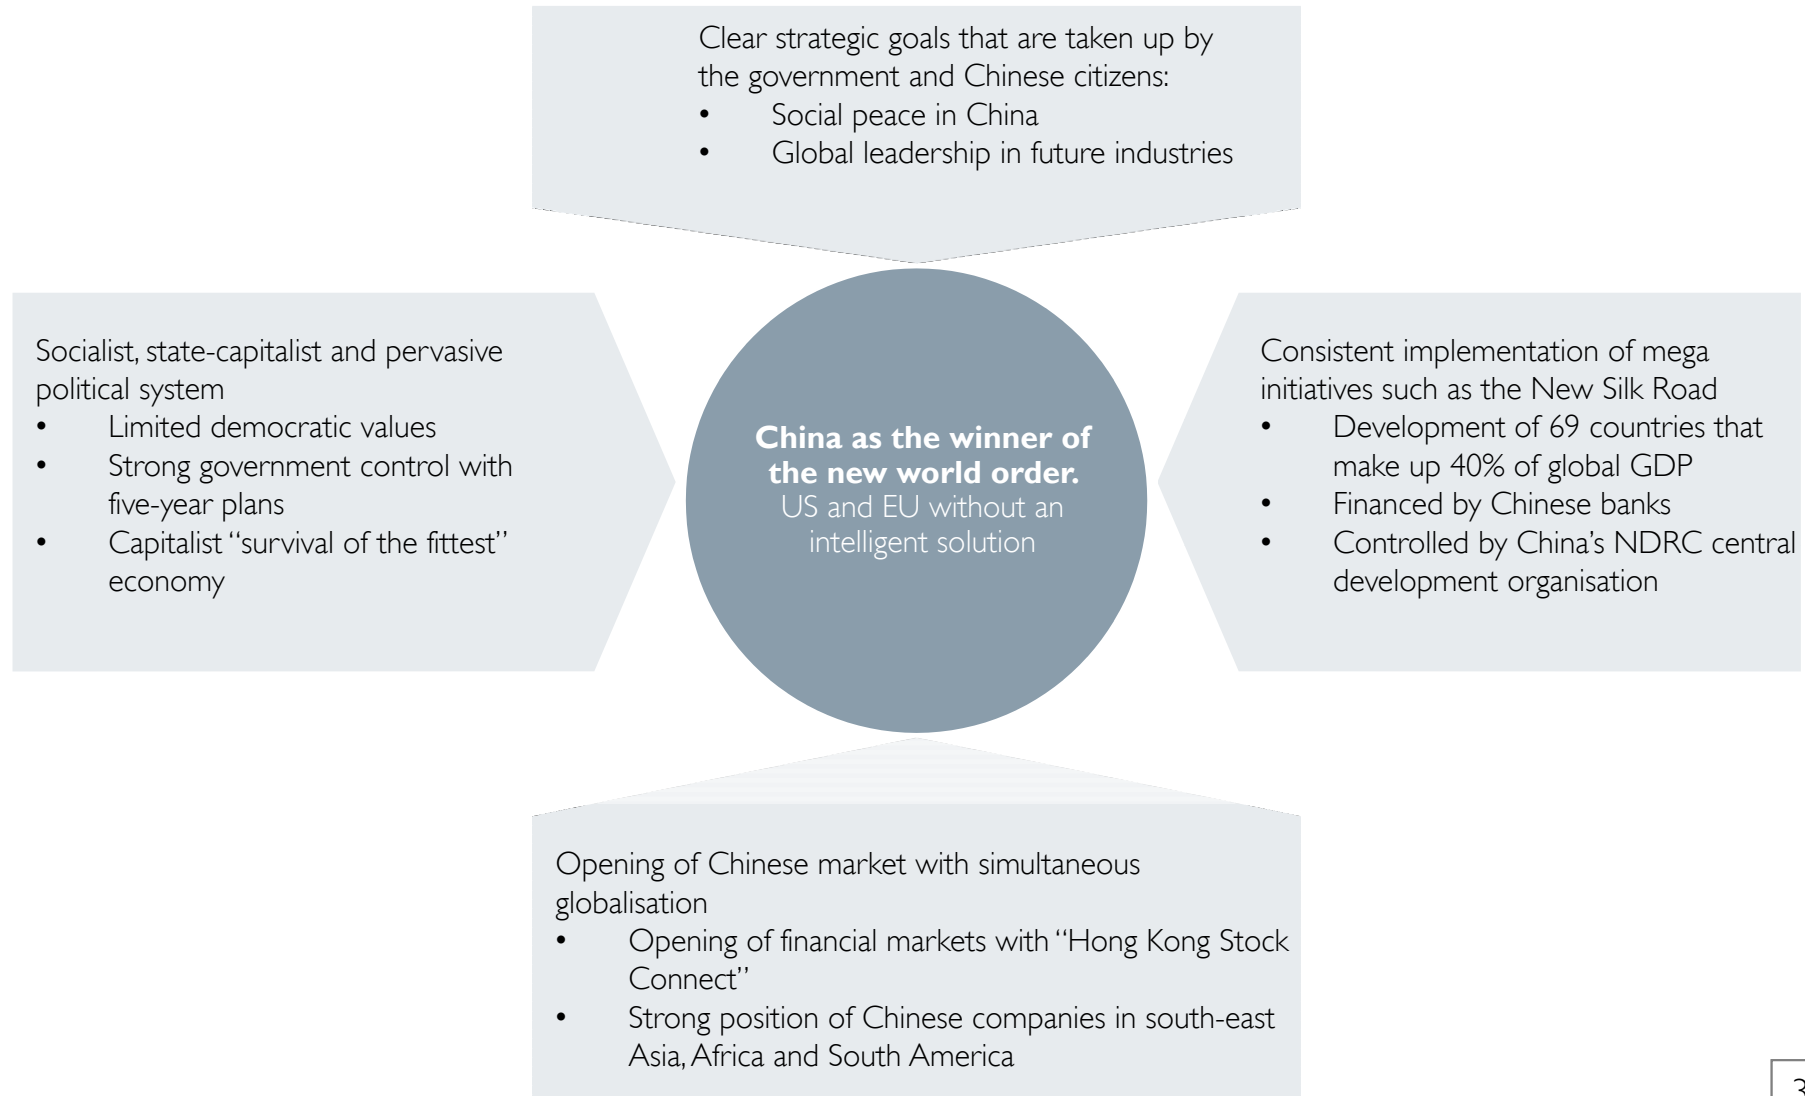 Clear strategic goals that are taken up by
the government and Chinese citizens:
• Social peace in China
• Global leadership in future industries
Socialist, state-capitalist and pervasive
political system
• Limited democratic values
• Strong government control with
five-year plans
• Capitalist “survival of the fittest”
economy
China as the winner of
the new world order.
US and EU without an
intelligent solution
Consistent implementation of mega
initiatives such as the New Silk Road
• Development of 69 countries that
make up 40% of global GDP
• Financed by Chinese banks
• Controlled by China’s NDRC central
development organisation
Opening of Chinese market with simultaneous
globalisation
• Opening of financial markets with “Hong Kong Stock
Connect”
• Strong position of Chinese companies in south-east
Asia, Africa and South America